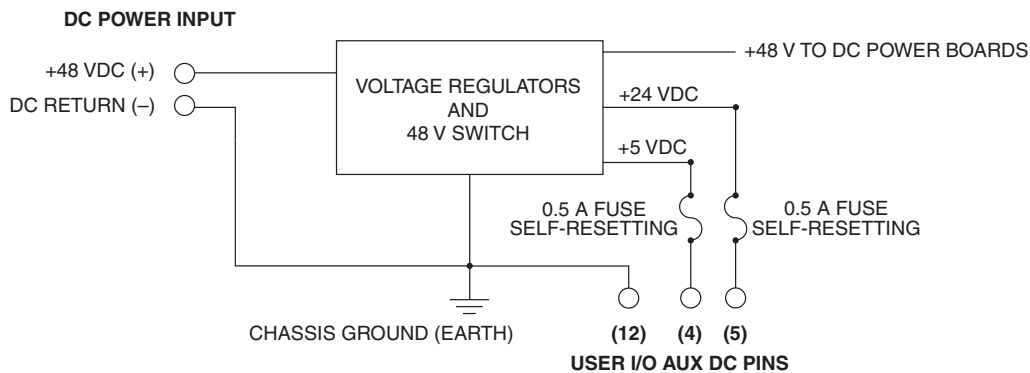 DC POWER INPUT
+48 VDC (+)
DC RETURN (–)
VOLTAGE REGULATORS
AND
48 V SWITCH
+48 V TO DC POWER BOARDS
+24 VDC
+5 VDC
0.5 A FUSE
SELF-RESETTING
0.5 A FUSE
SELF-RESETTING
CHASSIS GROUND (EARTH)
(12) (4) (5)
USER I/O AUX DC PINS